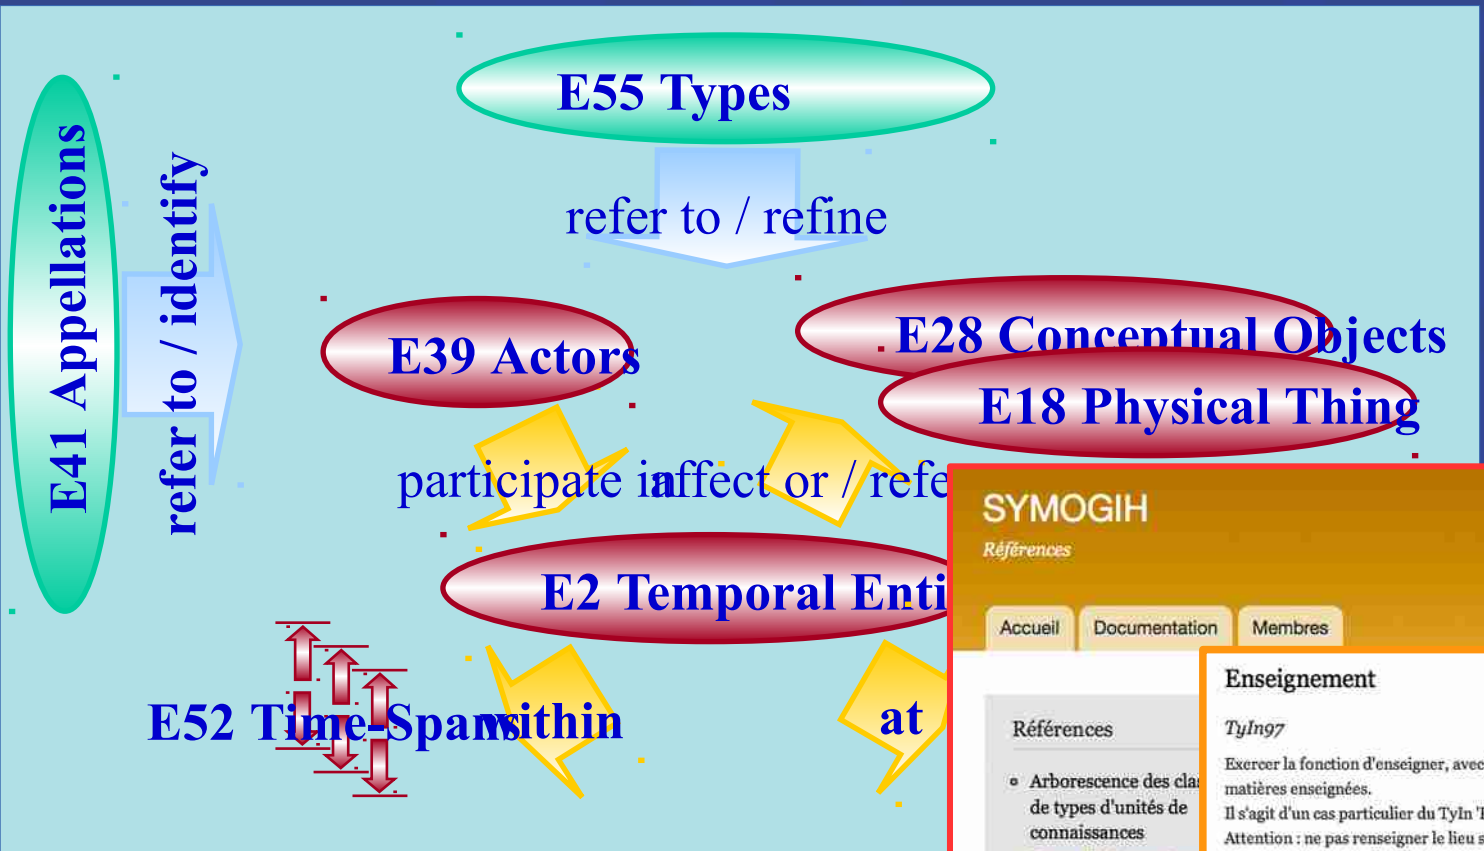 E55 Types
E41 Appellations
refer to / identify
refer to / refine
E39 Actors
E28 Conceptual Objects
E18 Physical Thing
participate in
affect or / refe
E2 Temporal Enti
E52 Time-Spans
within
at
SYMOGIH
Références
Accueil
Documentation
Membres
Références
Arborescence des clas
de types d'unités de
connaissances
Enseignement
TyIn97
Exercer la fonction d'enseigner, avec
matières enseignées.
Il s'agit d'un cas particulier du TyIn
Attention : ne pas renseigner le lieu s